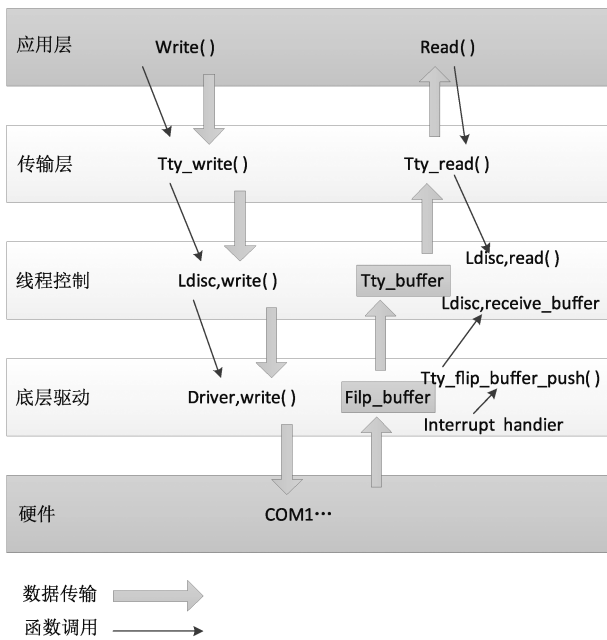 应用层 Write( ) Read( )
传输层 Tty_write( ) Tty_read( )
Ldisc,read( )
线程控制 Ldisc,write( ) Tty_buffer
Ldisc,receive_buffer
Tty_flip_buffer_push( )
底层驱动 Driver,write( ) Filp_buffer
Interrupt handier
硬件 COM1…
数据传输
函数调用